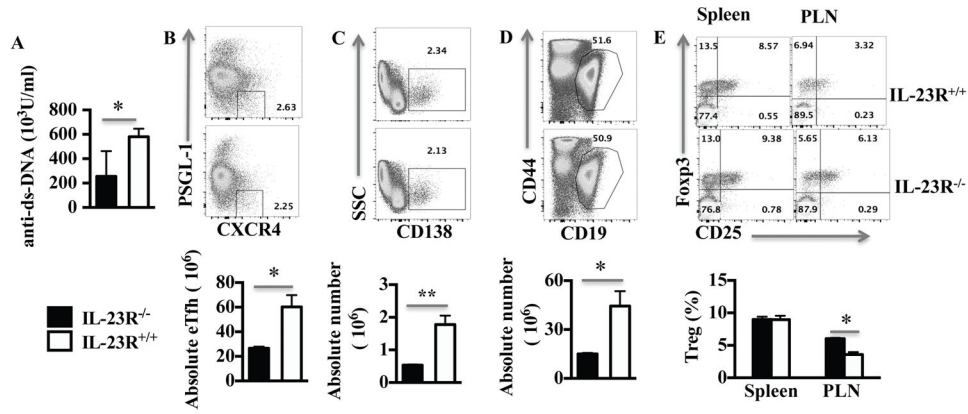 Spleen PLN
A B C D E
13.5 8.57 6.94 3.32
51.6
2.34
2.63
IL-23R+/+
77.4 0.55 89.5 0.23
anti-ds-DNA (10³U/ml)
800
600
400
200
0
*
PSGL-1
SSC
CD44
Foxp3
13.0 9.38 5.65 6.13
50.9
2.13
2.25
IL-23R-/-
76.8 0.78 87.9 0.29
CXCR4 CD138 CD19 CD25
IL-23R-/-
IL-23R+/+
Absolute eTfh ( 10⁶)
80
60
40
20
0
*
Absolute number
( 10⁶)
2
1
0
**
Absolute number
( 10⁶)
60
30
0
*
Treg (%)
15
10
5
0
*
Spleen PLN